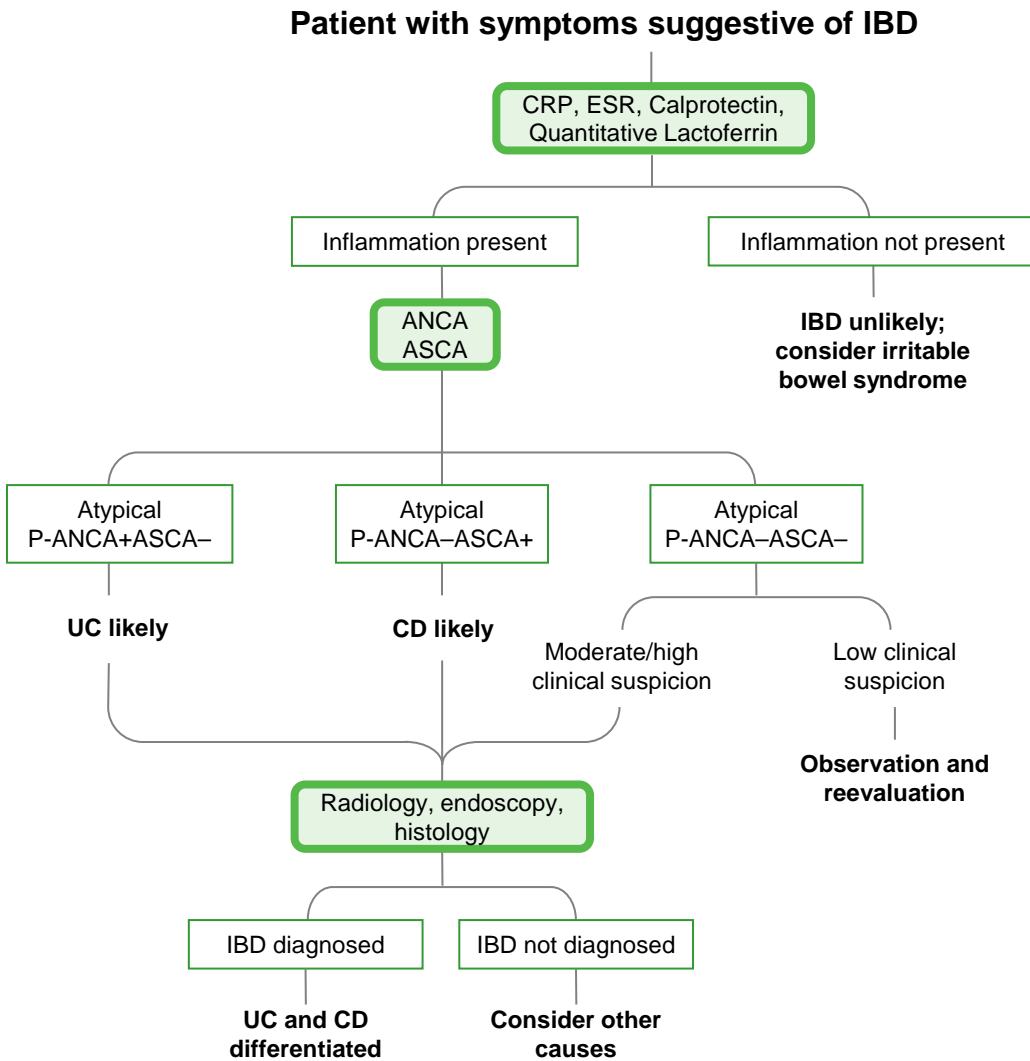 Patient with symptoms suggestive of IBD
CRP, ESR, Calprotectin,
Quantitative Lactoferrin
Inflammation present
Inflammation not present
ANCA
ASCA
IBD unlikely;
consider irritable
bowel syndrome
Atypical
P-ANCA+ASCA–
Atypical
P-ANCA–ASCA+
Atypical
P-ANCA–ASCA–
UC likely
CD likely
Moderate/high
clinical suspicion
Low clinical
suspicion
Observation and
reevaluation
Radiology, endoscopy,
histology
IBD diagnosed
IBD not diagnosed
UC and CD
differentiated
Consider other
causes